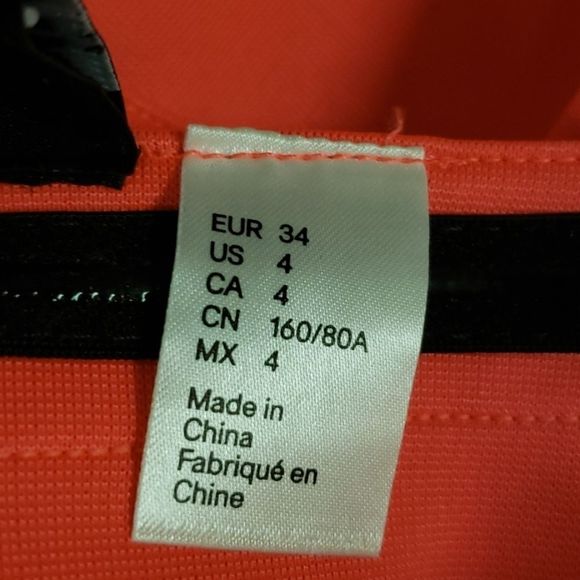 EUR 34
US 4
CA 4
CN 160/80A
MX 4
Made in
China
Fabriqué en
Chine